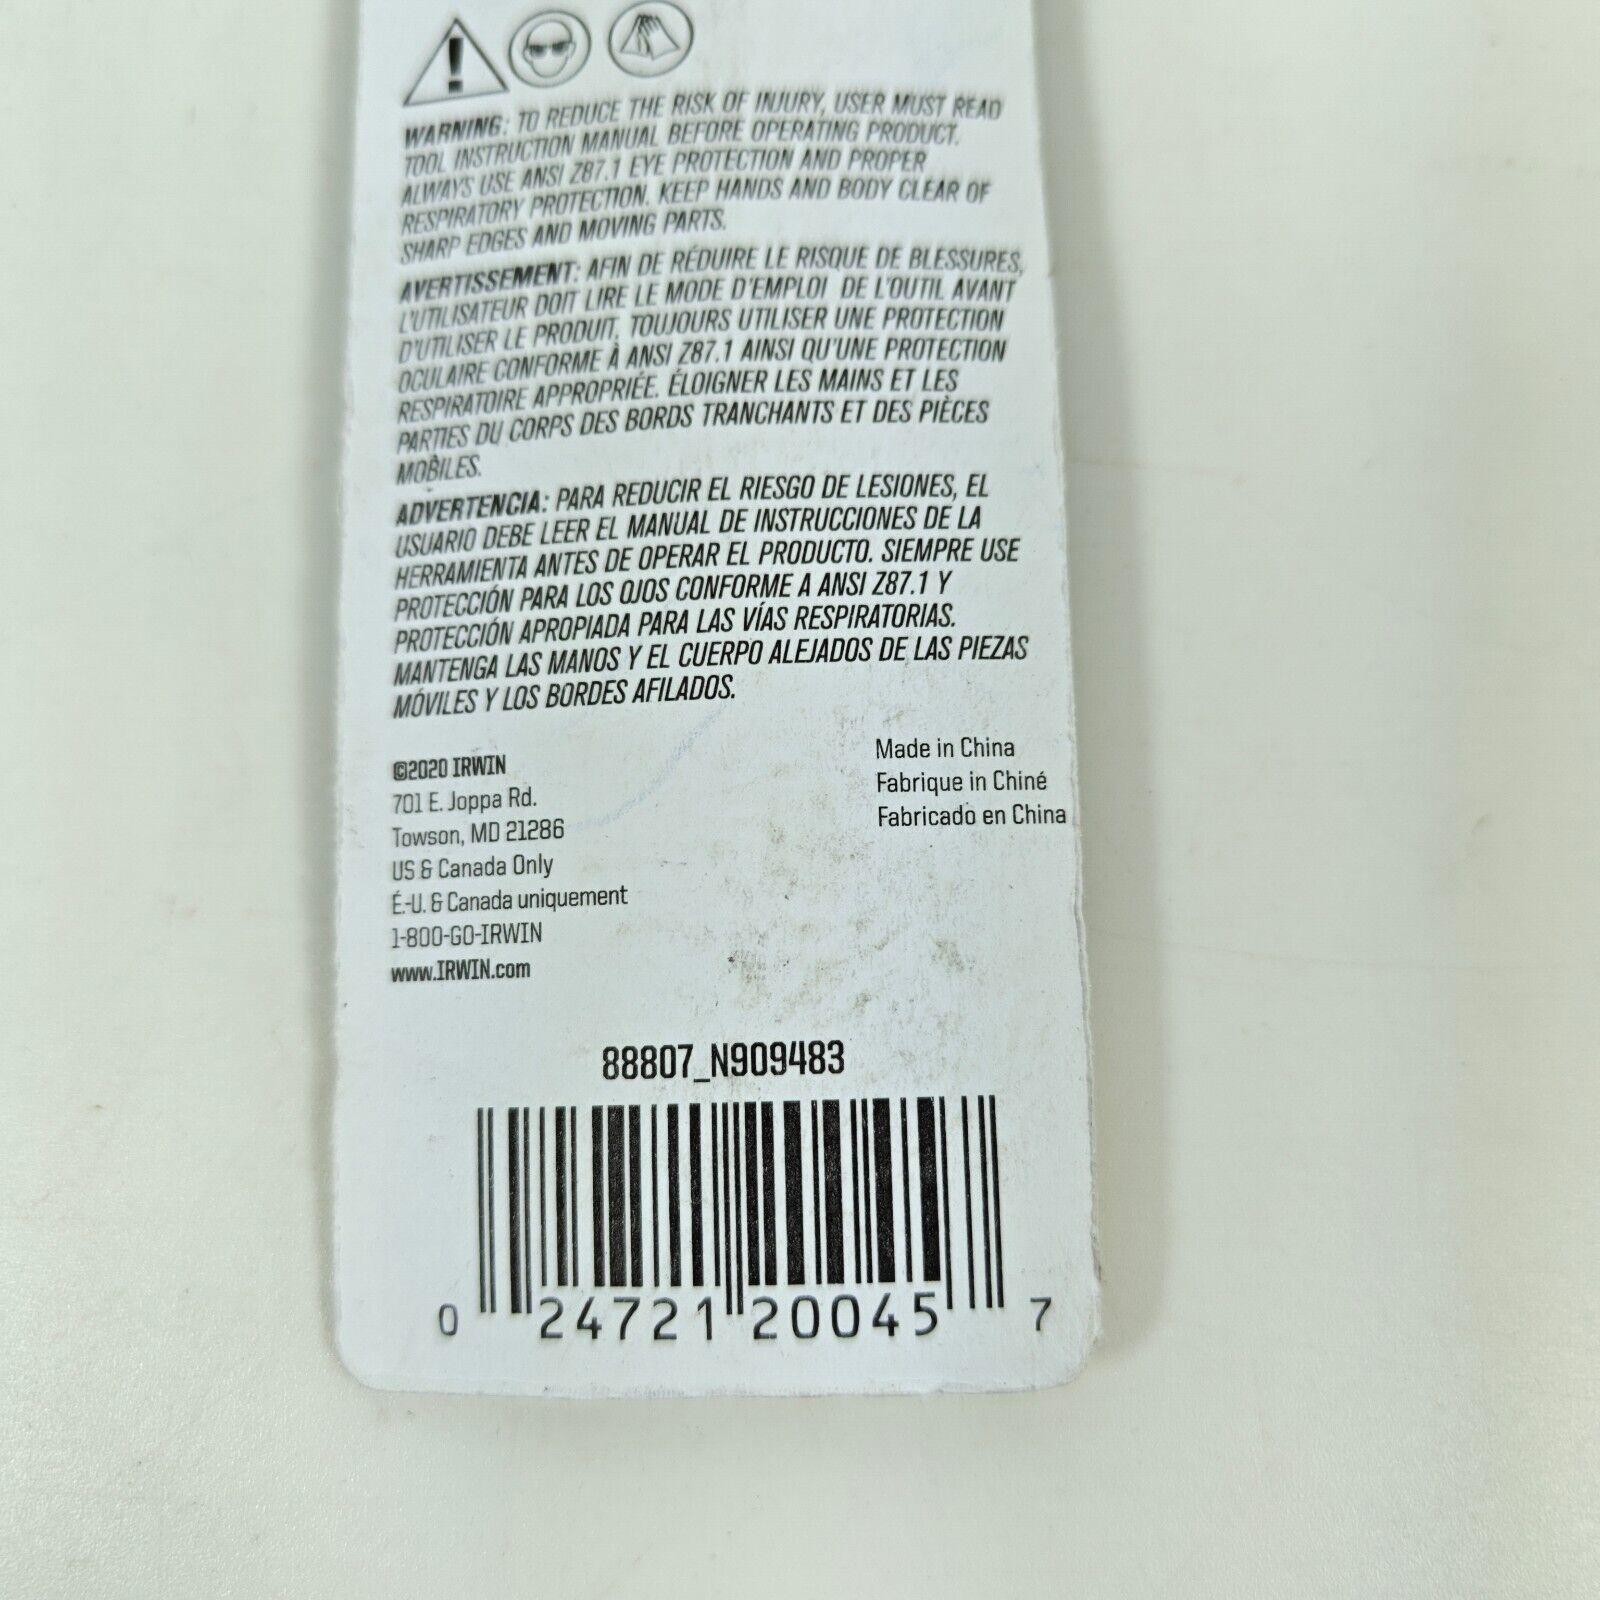 WARNING: TO REDUCE THE RISK OF INJURY, USER MUST READ
TOOL INSTRUCTION MANUAL BEFORE OPERATING PRODUCT.
ALWAYS USE ANSI Z87.1 EYE PROTECTION AND PROPER
RESPIRATORY PROTECTION. KEEP HANDS AND BODY CLEAR OF
SHARP EDGES AND MOVING PARTS.
AVERTISSEMENT: AFIN DE RÉDUIRE LE RISQUE DE BLESSURES,
L'UTILISATEUR DOIT LIRE LE MODE D'EMPLOI DE L'OUTIL AVANT
D'UTILISER LE PRODUIT. TOUJOURS UTILISER UNE PROTECTION
OCULAIRE CONFORME À ANSI Z87.1 AINSI QU'UNE PROTECTION
RESPIRATOIRE APPROPRIÉE. ÉLOIGNER LES MAINS ET LES
PARTIES DU CORPS DES BORDS TRANCHANTS ET DES PIÈCES
MOBILES.
ADVERTENCIA: PARA REDUCIR EL RIESGO DE LESIONES, EL
USUARIO DEBE LEER EL MANUAL DE INSTRUCCIONES DE LA
HERRAMIENTA ANTES DE OPERAR EL PRODUCTO. SIEMPRE USE
PROTECCIÓN PARA LOS OJOS CONFORME A ANSI Z87.1 Y
PROTECCIÓN APROPIADA PARA LAS VÍAS RESPIRATORIAS.
MANTENGA LAS MANOS Y EL CUERPO ALEJADOS DE LAS PIEZAS
MÓVILES Y LOS BORDES AFILADOS.
©2020 IRWIN
701 E. Joppa Rd.
Towson, MD 21286
US & Canada Only
É.-U. & Canada uniquement
1-800-GO-IRWIN
www.IRWIN.com
Made in China
Fabrique in Chiné
Fabricado en China
88807_N909483
0 24721 20045 7